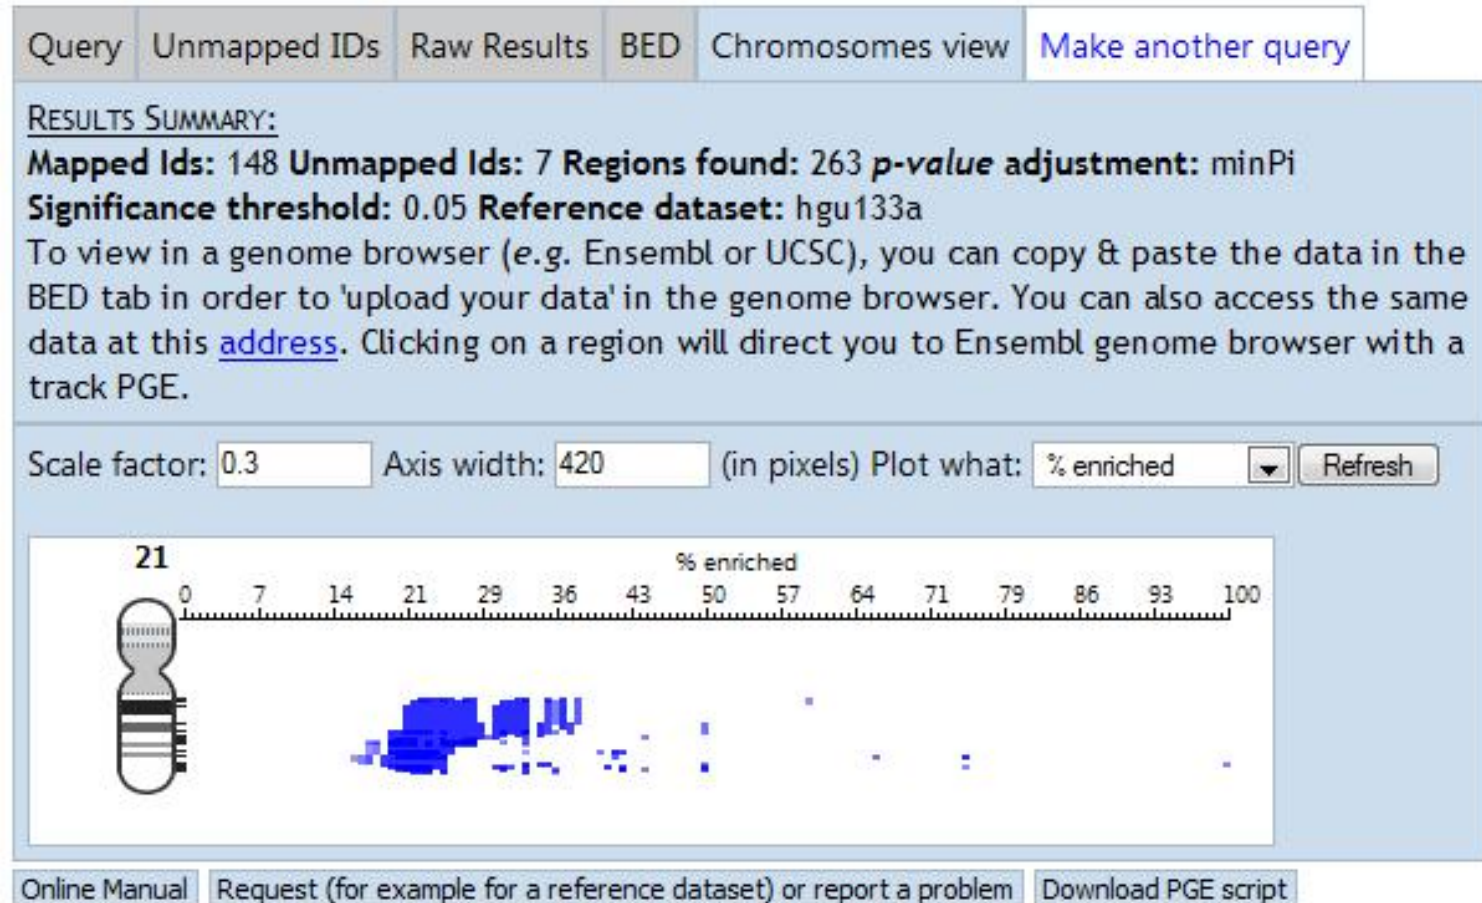 Query Unmapped IDs Raw Results BED Chromosomes view Make another query
RESULTS SUMMARY:
Mapped Ids: 148 Unmapped Ids: 7 Regions found: 263 p-value adjustment: minPi
Significance threshold: 0.05 Reference dataset: hgu133a
To view in a genome browser (e.g. Ensembl or UCSC), you can copy & paste the data in the
BED tab in order to 'upload your data' in the genome browser. You can also access the same
data at this address. Clicking on a region will direct you to Ensembl genome browser with a
track PGE.
Scale factor: 0.3 Axis width: 420 (in pixels) Plot what: % enriched Refresh
21 % enriched
0 7 14 21 29 36 43 50 57 64 71 79 86 93 100
Online Manual Request (for example for a reference dataset) or report a problem Download PGE script